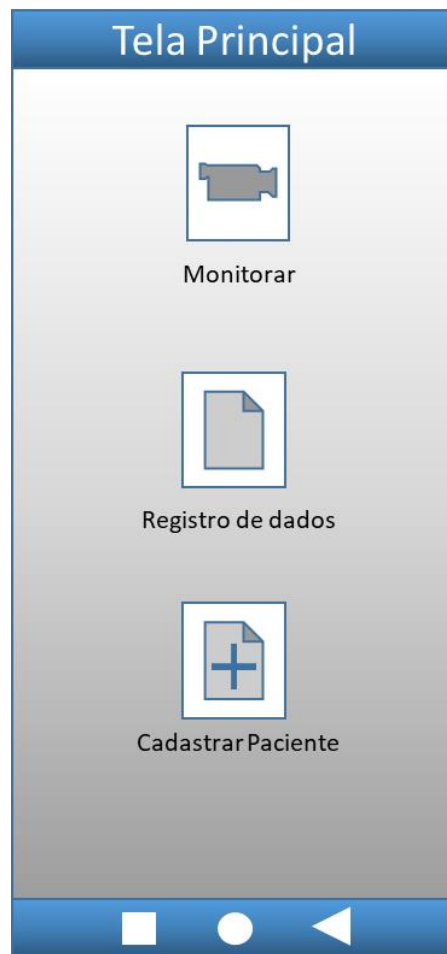 Tela Principal
Monitorar
Registro de dados
Cadastrar Paciente